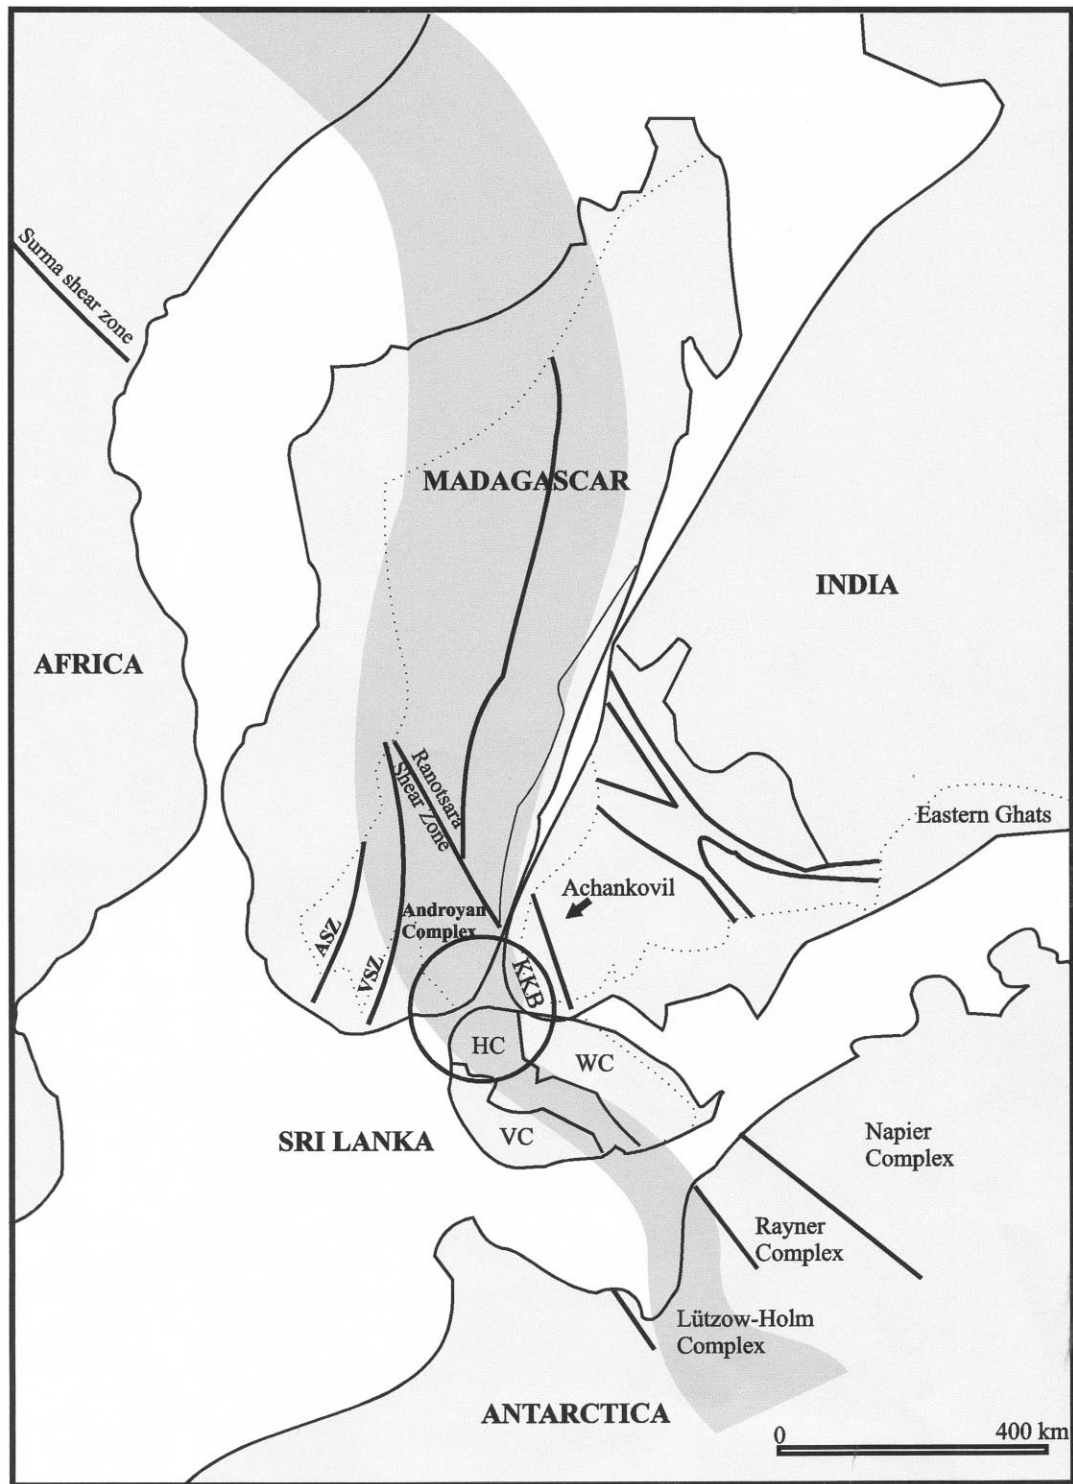 Surma shear zone
MADAGASCAR
INDIA
AFRICA
Ranotsara
Shear Zone
Eastern Ghats
Achankovil
Androyan
Complex
ASZ
VSZ
KKB
HC
WC
VC
SRI LANKA
Napier
Complex
Rayner
Complex
Lützow-Holm
Complex
ANTARCTICA
0
400 km